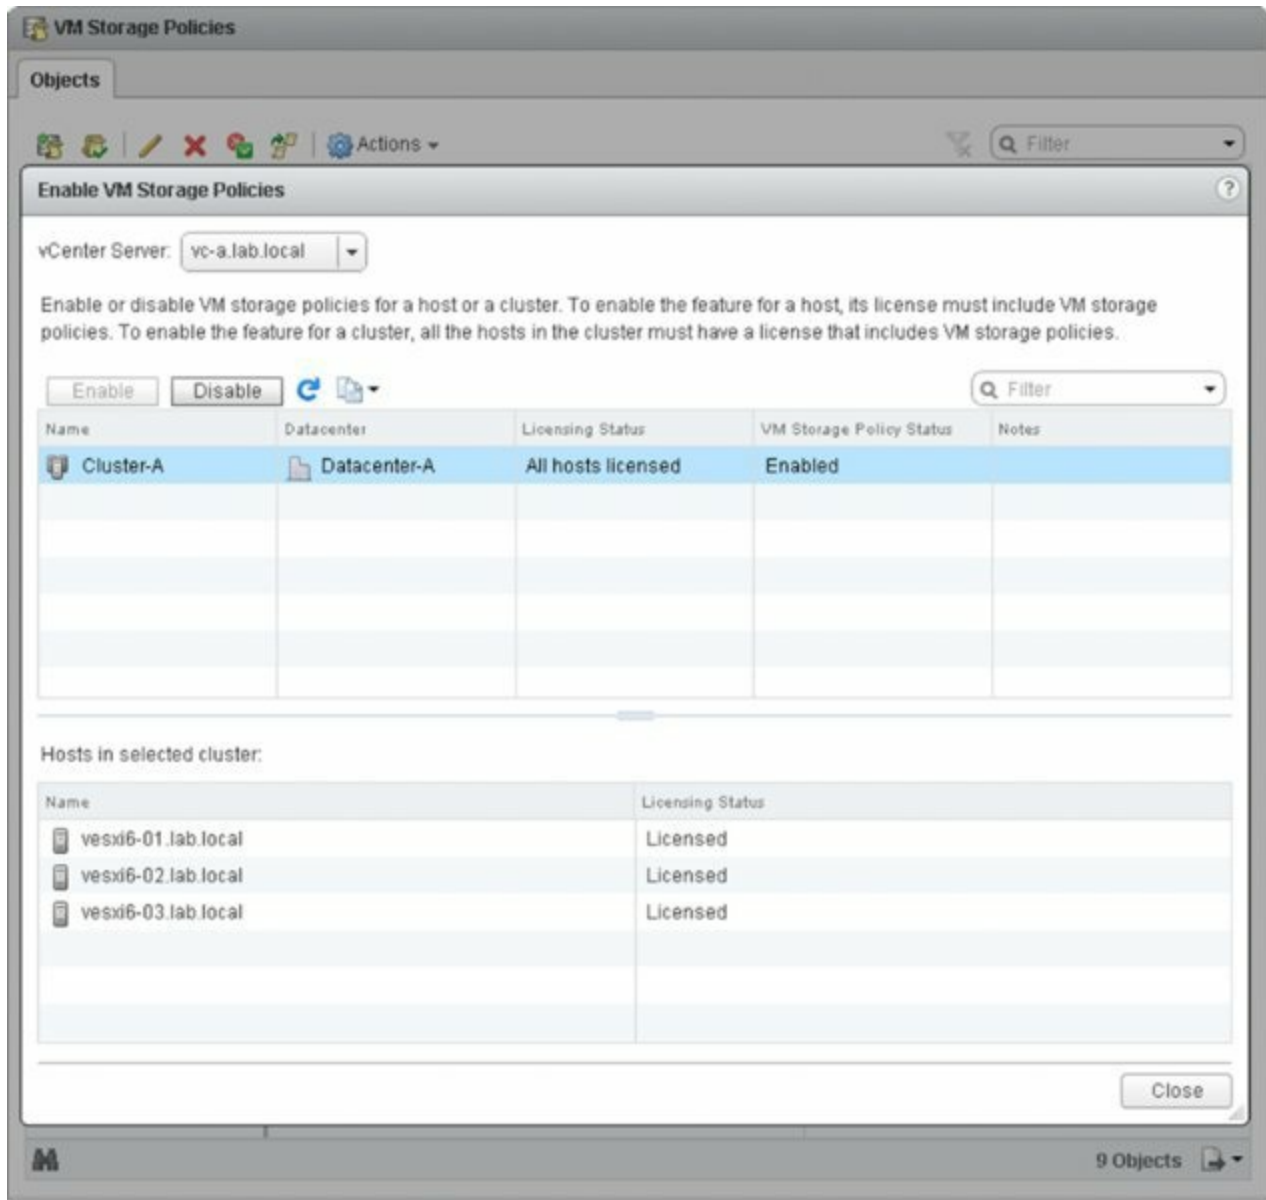 VM Storage Policies
Objects
Actions
Filter
Enable VM Storage Policies
?
vCenter Server: vc-a.lab.local
Enable or disable VM storage policies for a host or a cluster. To enable the feature for a host, its license must include VM storage
policies. To enable the feature for a cluster, all the hosts in the cluster must have a license that includes VM storage policies.
Enable Disable Filter
Name Datacenter Licensing Status VM Storage Policy Status Notes
Cluster-A Datacenter-A All hosts licensed Enabled
Hosts in selected cluster:
Name Licensing Status
vesxi6-01.lab.local Licensed
vesxi6-02.lab.local Licensed
vesxi6-03.lab.local Licensed
Close
9 Objects